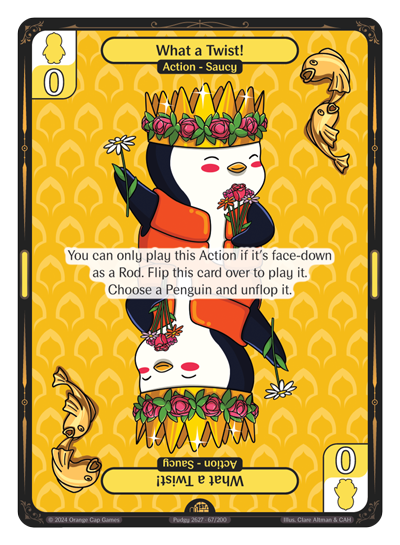 What a Twist!
Action - Saucy
0
You can only play this Action if it's face-down
as a Rod. Flip this card over to play it.
Choose a Penguin and unflop it.
0
Action - Saucy
What a Twist!
© 2024 Orange Cap Games
Pudgy 2627 · 67/200
Illus. Clare Altman & CAH